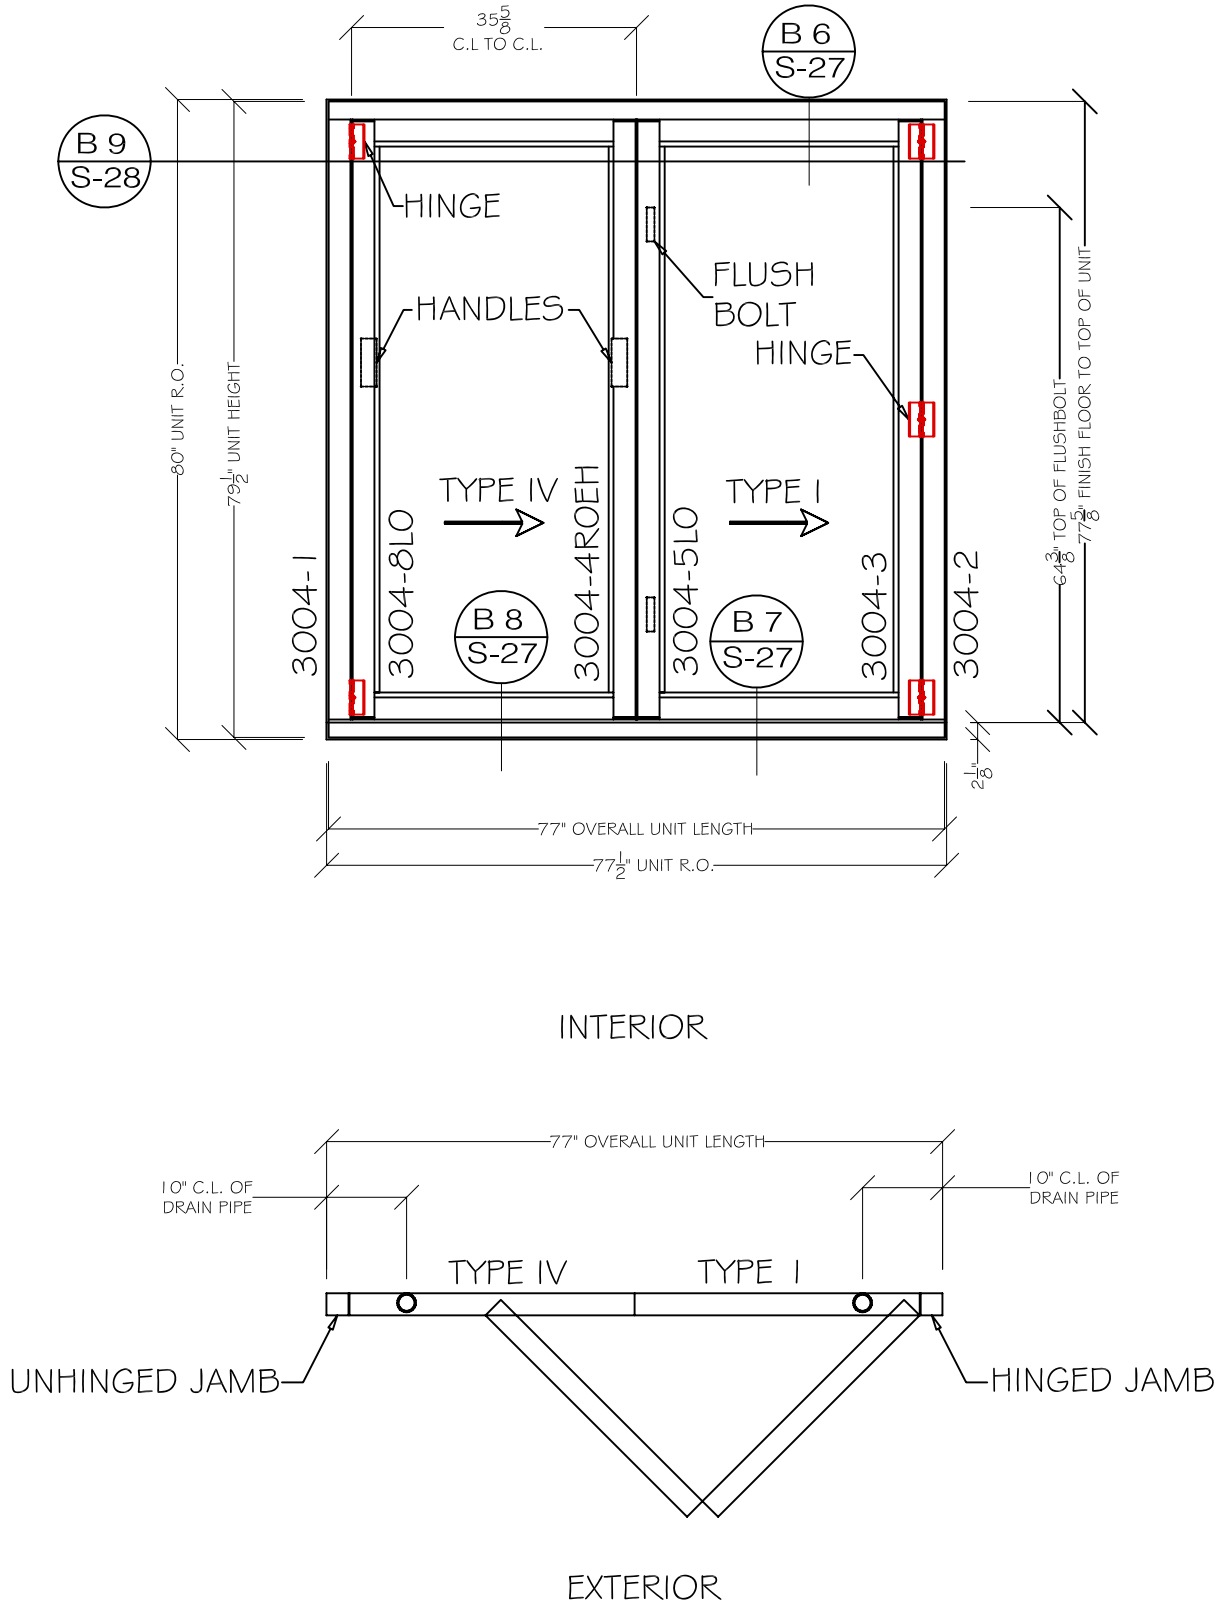 35 5/8
C.L TO C.L.
B 6
S-27
B 9
S-28
HINGE
FLUSH
BOLT
HANDLES
HINGE
80" UNIT R.O.
79 1/2" UNIT HEIGHT
64 3/8" TOP OF FLUSHBOLT
77 5/8" FINISH FLOOR TO TOP OF UNIT
TYPE IV
TYPE I
3004-1
3004-8LO
3004-4ROEH
3004-5LO
3004-3
3004-2
B 8
S-27
B 7
S-27
2 1/8"
77" OVERALL UNIT LENGTH
77 1/2" UNIT R.O.
INTERIOR
77" OVERALL UNIT LENGTH
10" C.L. OF
DRAIN PIPE
10" C.L. OF
DRAIN PIPE
TYPE IV
TYPE I
UNHINGED JAMB
HINGED JAMB
EXTERIOR